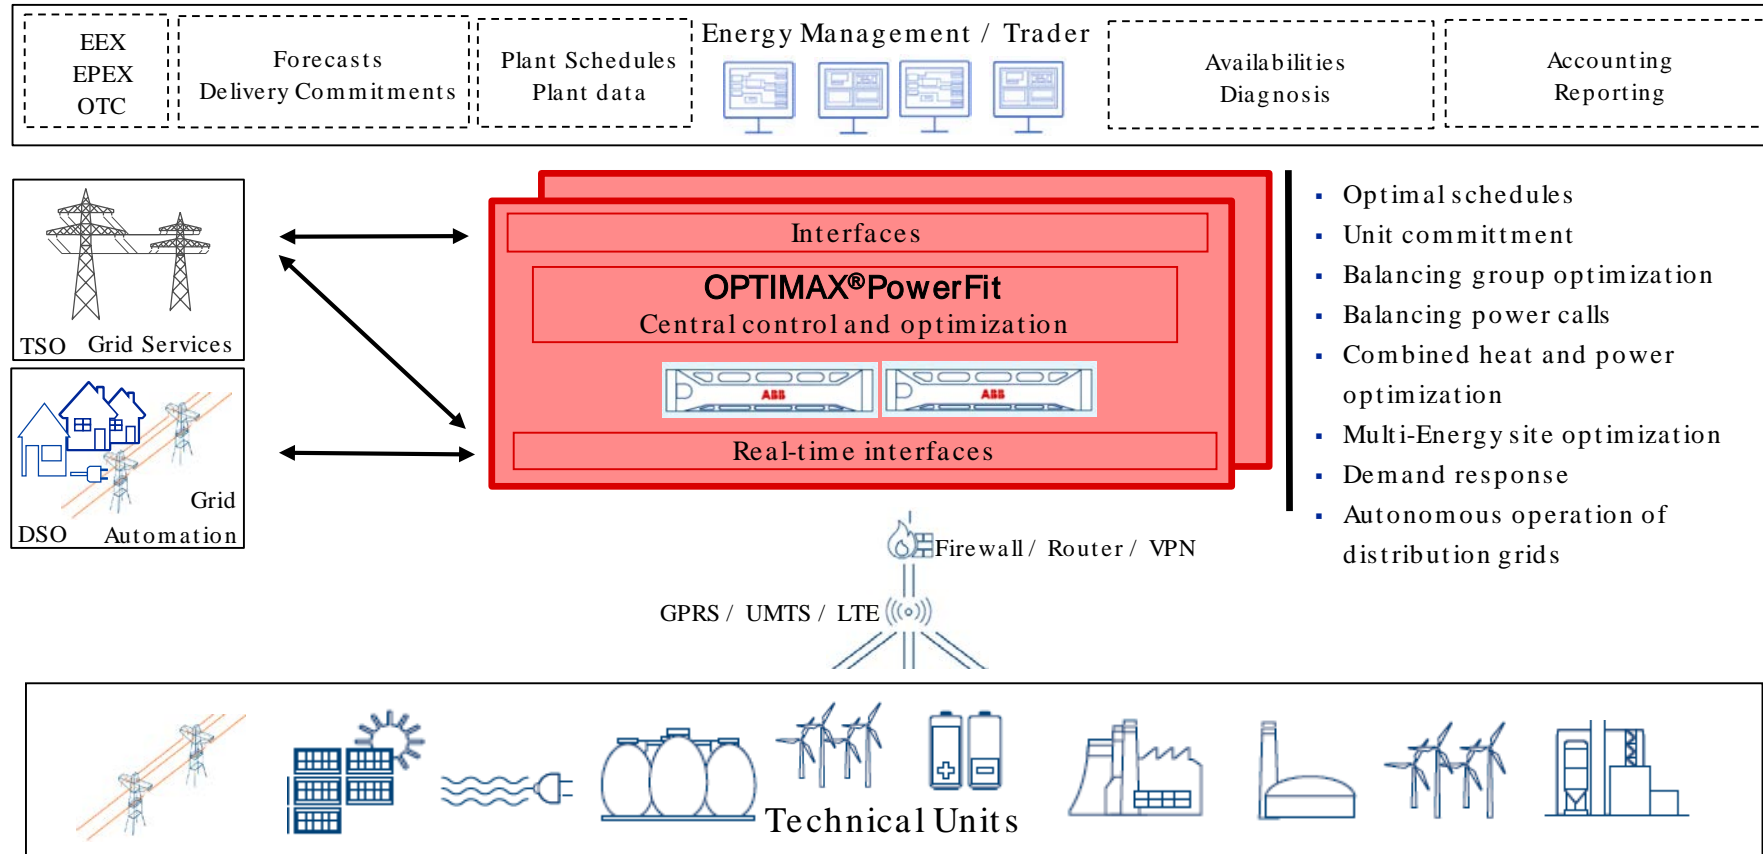 EEX
EPEX
OTC
Forecasts
Delivery Commitments
Plant Schedules
Plant data
Energy Management / Trader
Availabilities
Diagnosis
Accounting
Reporting
TSO Grid Services
Grid
DSO Automation
Interfaces
OPTIMAX®PowerFit
Central control and optimization
ABB ABB
Real-time interfaces
▪ Optimal schedules
▪ Unit committment
▪ Balancing group optimization
▪ Balancing power calls
▪ Combined heat and power
optimization
▪ Multi-Energy site optimization
▪ Demand response
▪ Autonomous operation of
distribution grids
Firewall / Router / VPN
GPRS / UMTS / LTE
Technical Units